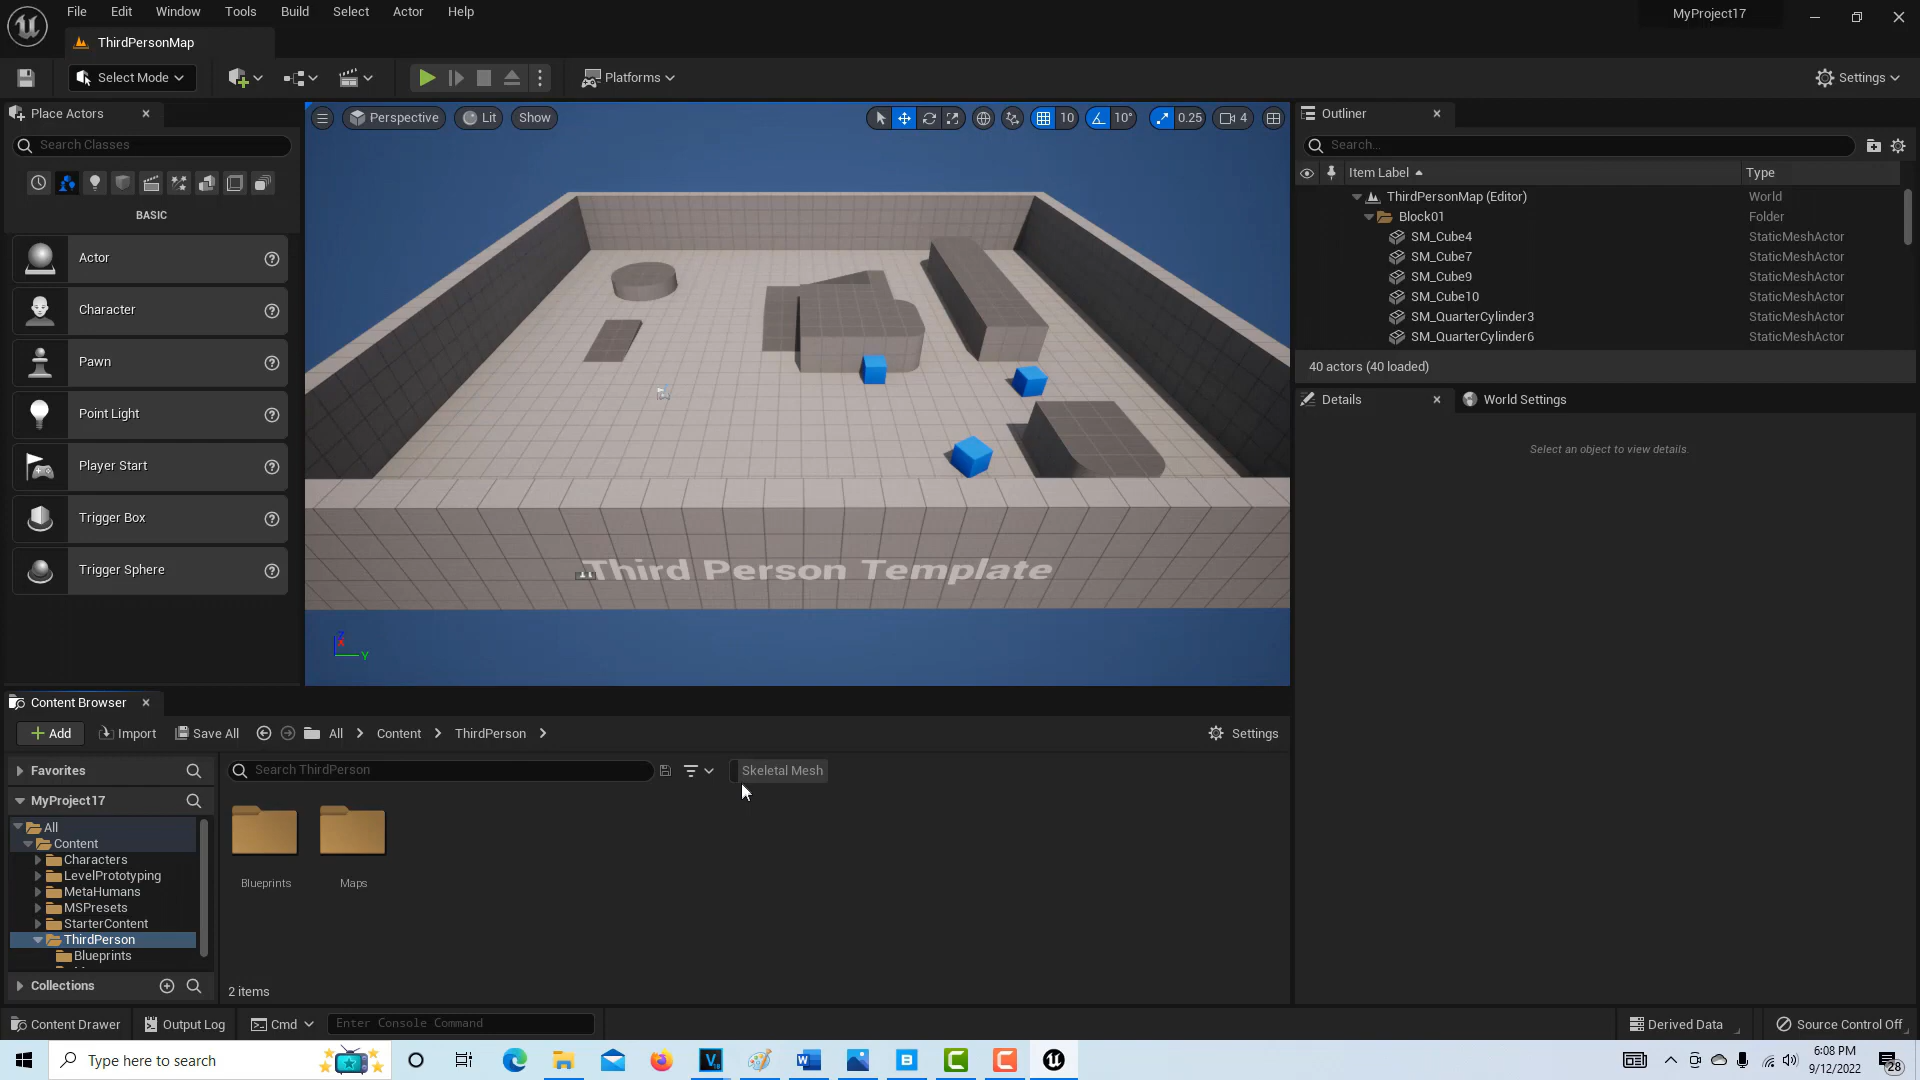 File Edit Window Tools Build Select Actor Help
MyProject17
ThirdPersonMap
Select Mode
Platforms
Settings
Place Actors
Search Classes
BASIC
Actor
Character
Pawn
Point Light
Player Start
Trigger Box
Trigger Sphere
Perspective Lit Show
10 10° 0.25 4
Third Person Template
Z
X
Y
Outliner
Search...
Item Label Type
ThirdPersonMap (Editor) World
Block01 Folder
SM_Cube4 StaticMeshActor
SM_Cube7 StaticMeshActor
SM_Cube9 StaticMeshActor
SM_Cube10 StaticMeshActor
SM_QuarterCylinder3 StaticMeshActor
SM_QuarterCylinder6 StaticMeshActor
40 actors (40 loaded)
Details World Settings
Select an object to view details.
Content Browser
Add Import Save All All Content ThirdPerson Settings
Favorites
MyProject17
All
Content
Characters
LevelPrototyping
MetaHumans
MSPresets
StarterContent
ThirdPerson
Blueprints
Collections
Search ThirdPerson
Skeletal Mesh
Blueprints Maps
2 items
Content Drawer Output Log Cmd Enter Console Command
Derived Data Source Control Off
Type here to search
6:08 PM
9/12/2022
28